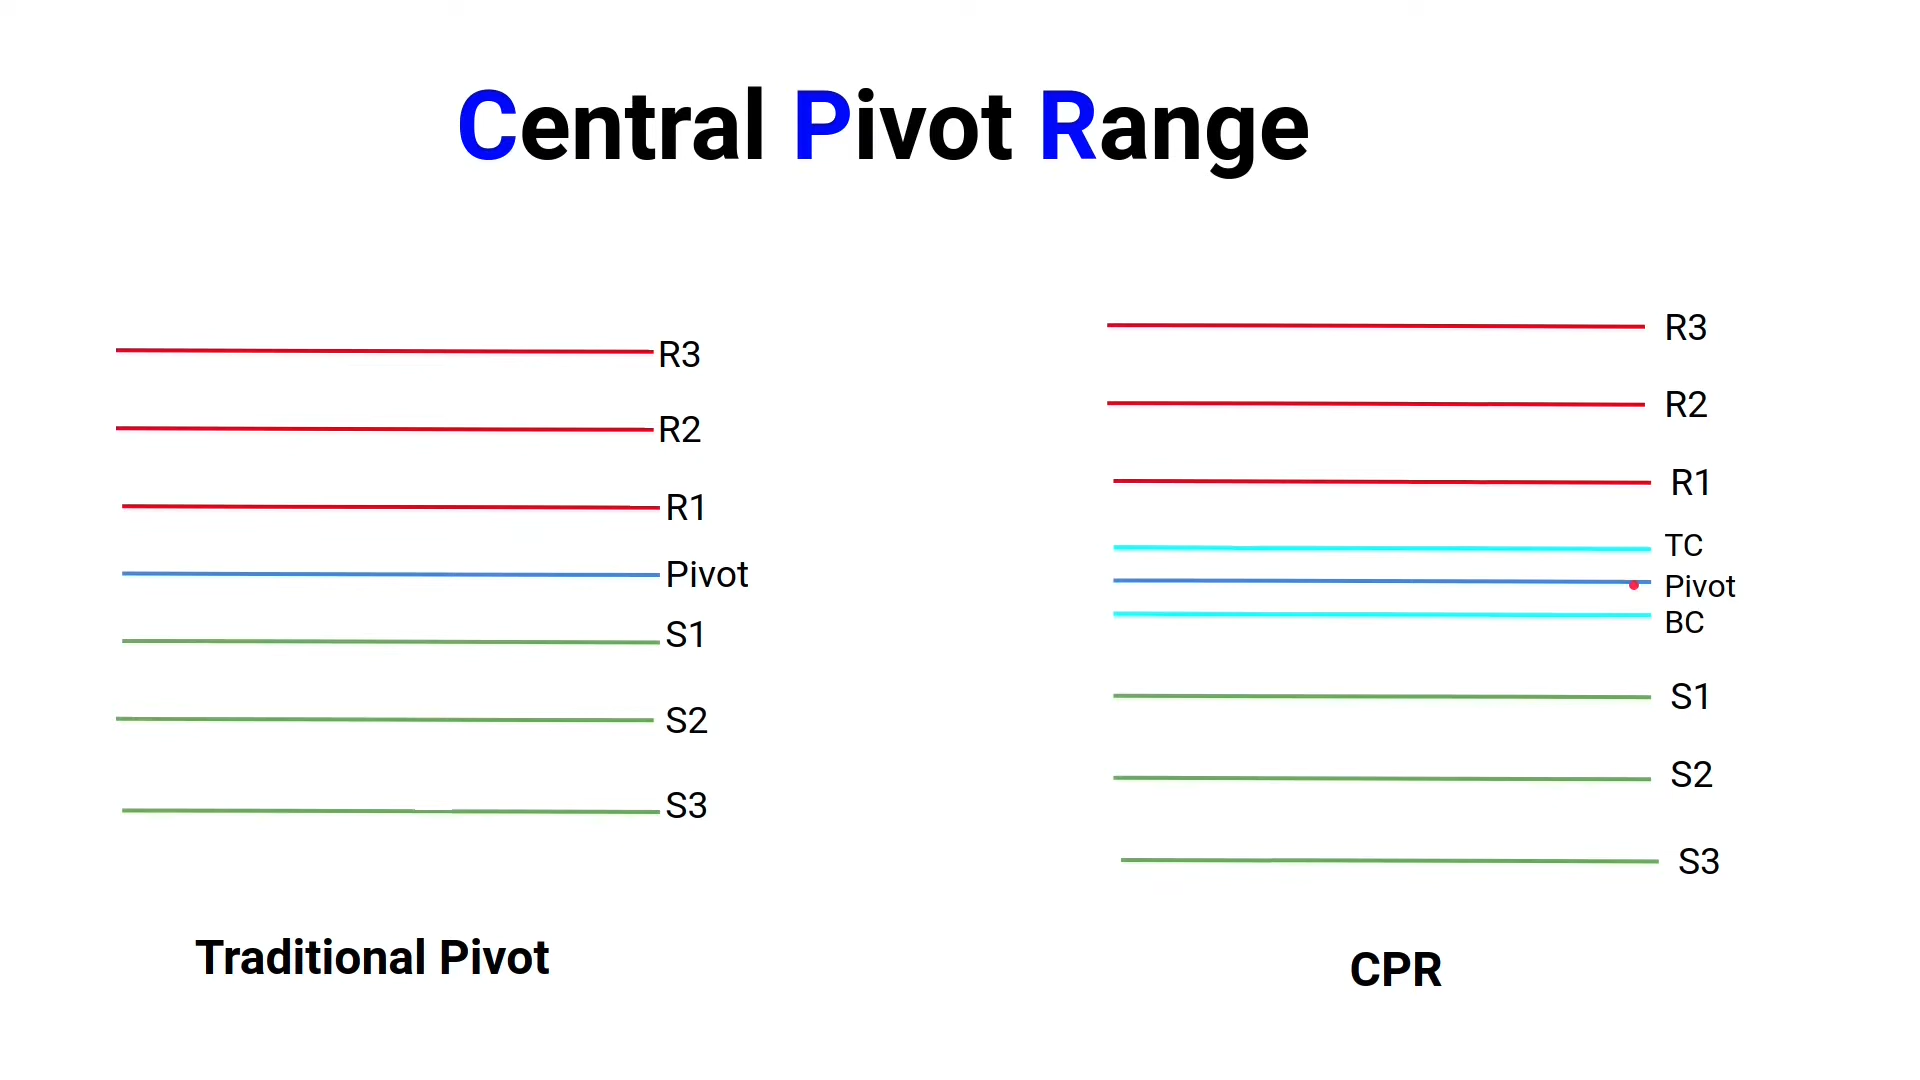 Central Pivot Range
R3
R2
R1
Pivot
S1
S2
S3
Traditional Pivot
R3
R2
R1
TC
Pivot
BC
S1
S2
S3
CPR